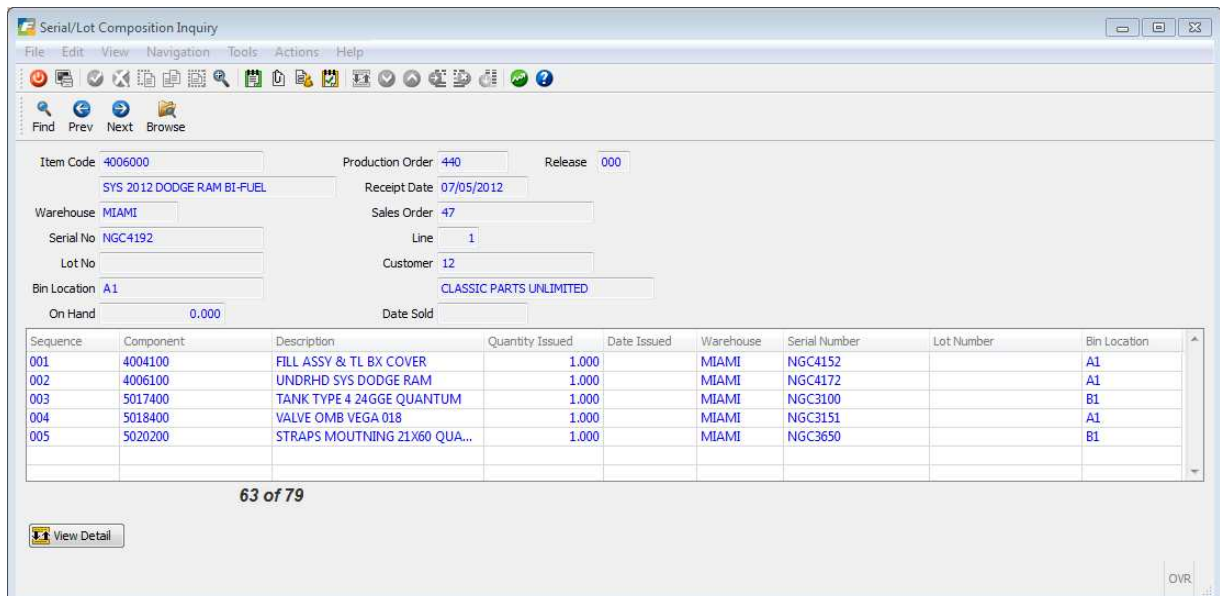 Serial/Lot Composition Inquiry
File Edit View Navigation Tools Actions Help
Find Prev Next Browse
Item Code 4006000 Production Order 440 Release 000
SYS 2012 DODGE RAM BI-FUEL Receipt Date 07/05/2012
Warehouse MIAMI Sales Order 47
Serial No NGC4192 Line 1
Lot No Customer 12
Bin Location A1 CLASSIC PARTS UNLIMITED
On Hand 0.000 Date Sold
Sequence Component Description Quantity Issued Date Issued Warehouse Serial Number Lot Number Bin Location
001 4004100 FILL ASSY & TL BX COVER 1.000 MIAMI NGC4152 A1
002 4006100 UNDRHD SYS DODGE RAM 1.000 MIAMI NGC4172 A1
003 5017400 TANK TYPE 4 24GGE QUANTUM 1.000 MIAMI NGC3100 B1
004 5018400 VALVE OMB VEGA 018 1.000 MIAMI NGC3151 A1
005 5020200 STRAPS MOUTNING 21X60 QUA... 1.000 MIAMI NGC3650 B1
63 of 79
View Detail
OVR